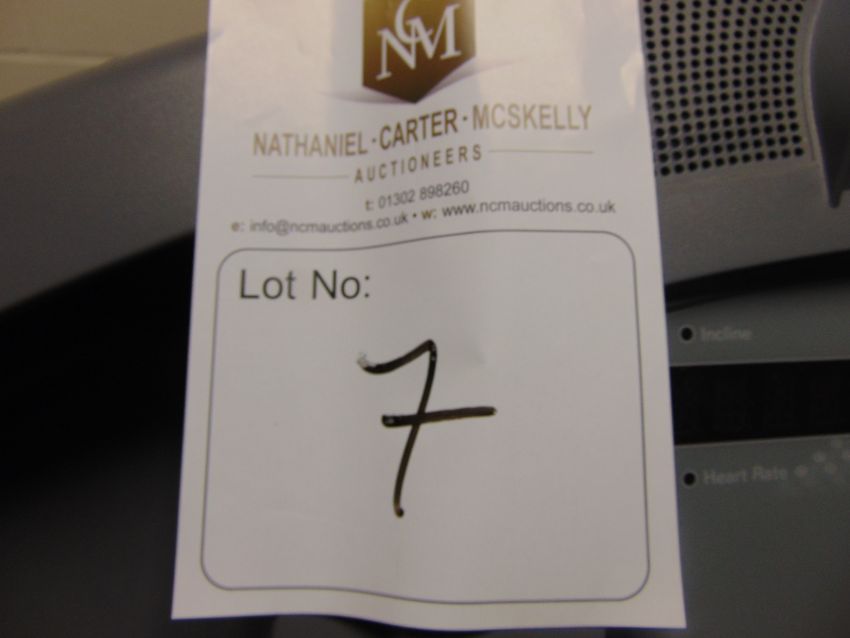 NCM
NATHANIEL · CARTER · MCSKELLY
AUCTIONEERS
t: 01302 898260
e: info@ncmauctions.co.uk • w: www.ncmauctions.co.uk
Lot No:
7
Incline
Heart Rate